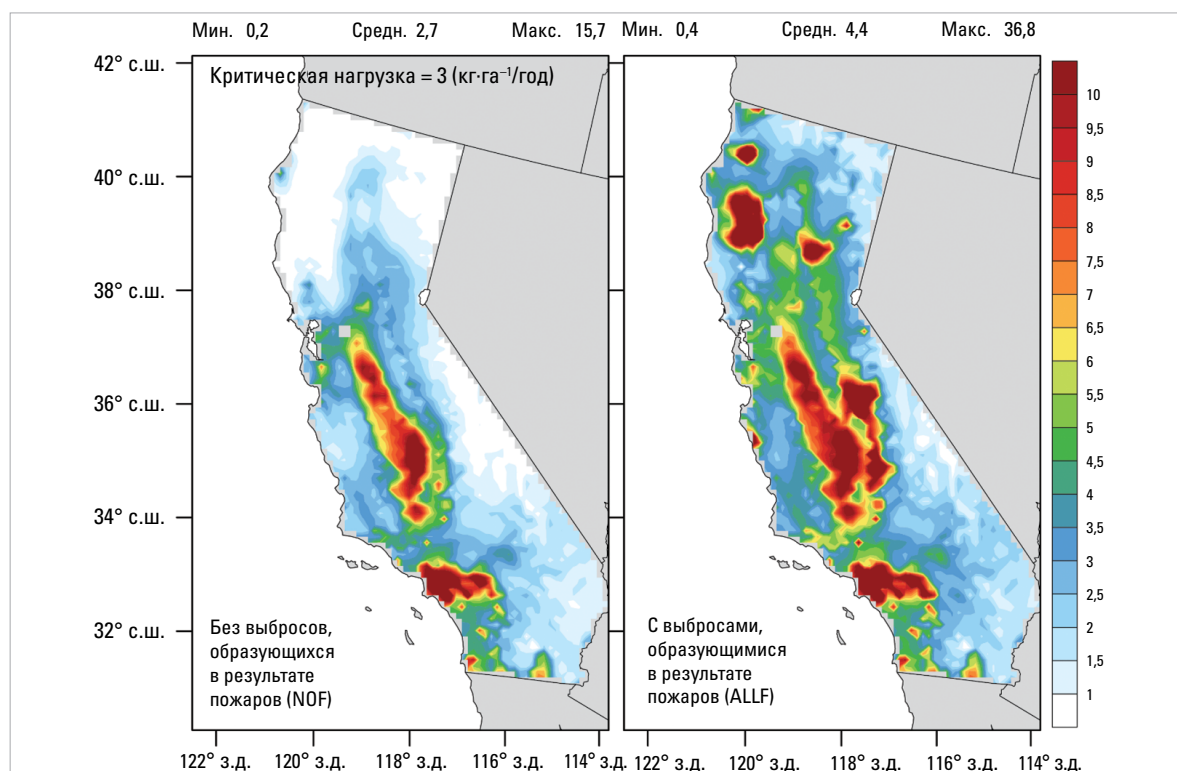 Мин. 0,2 Средн. 2,7 Макс. 15,7
Мин. 0,4 Средн. 4,4 Макс. 36,8
42° с.ш.
40° с.ш.
38° с.ш.
36° с.ш.
34° с.ш.
32° с.ш.
Критическая нагрузка = 3 (кг·га⁻¹/год)
Без выбросов,
образующихся
в результате
пожаров (NOF)
С выбросами,
образующимися
в результате
пожаров (ALLF)
10
9,5
9
8,5
8
7,5
7
6,5
6
5,5
5
4,5
4
3,5
3
2,5
2
1,5
1
122° з.д. 120° з.д. 118° з.д. 116° з.д. 114° з.д.
122° з.д. 120° з.д. 118° з.д. 116° з.д. 114° з.д.